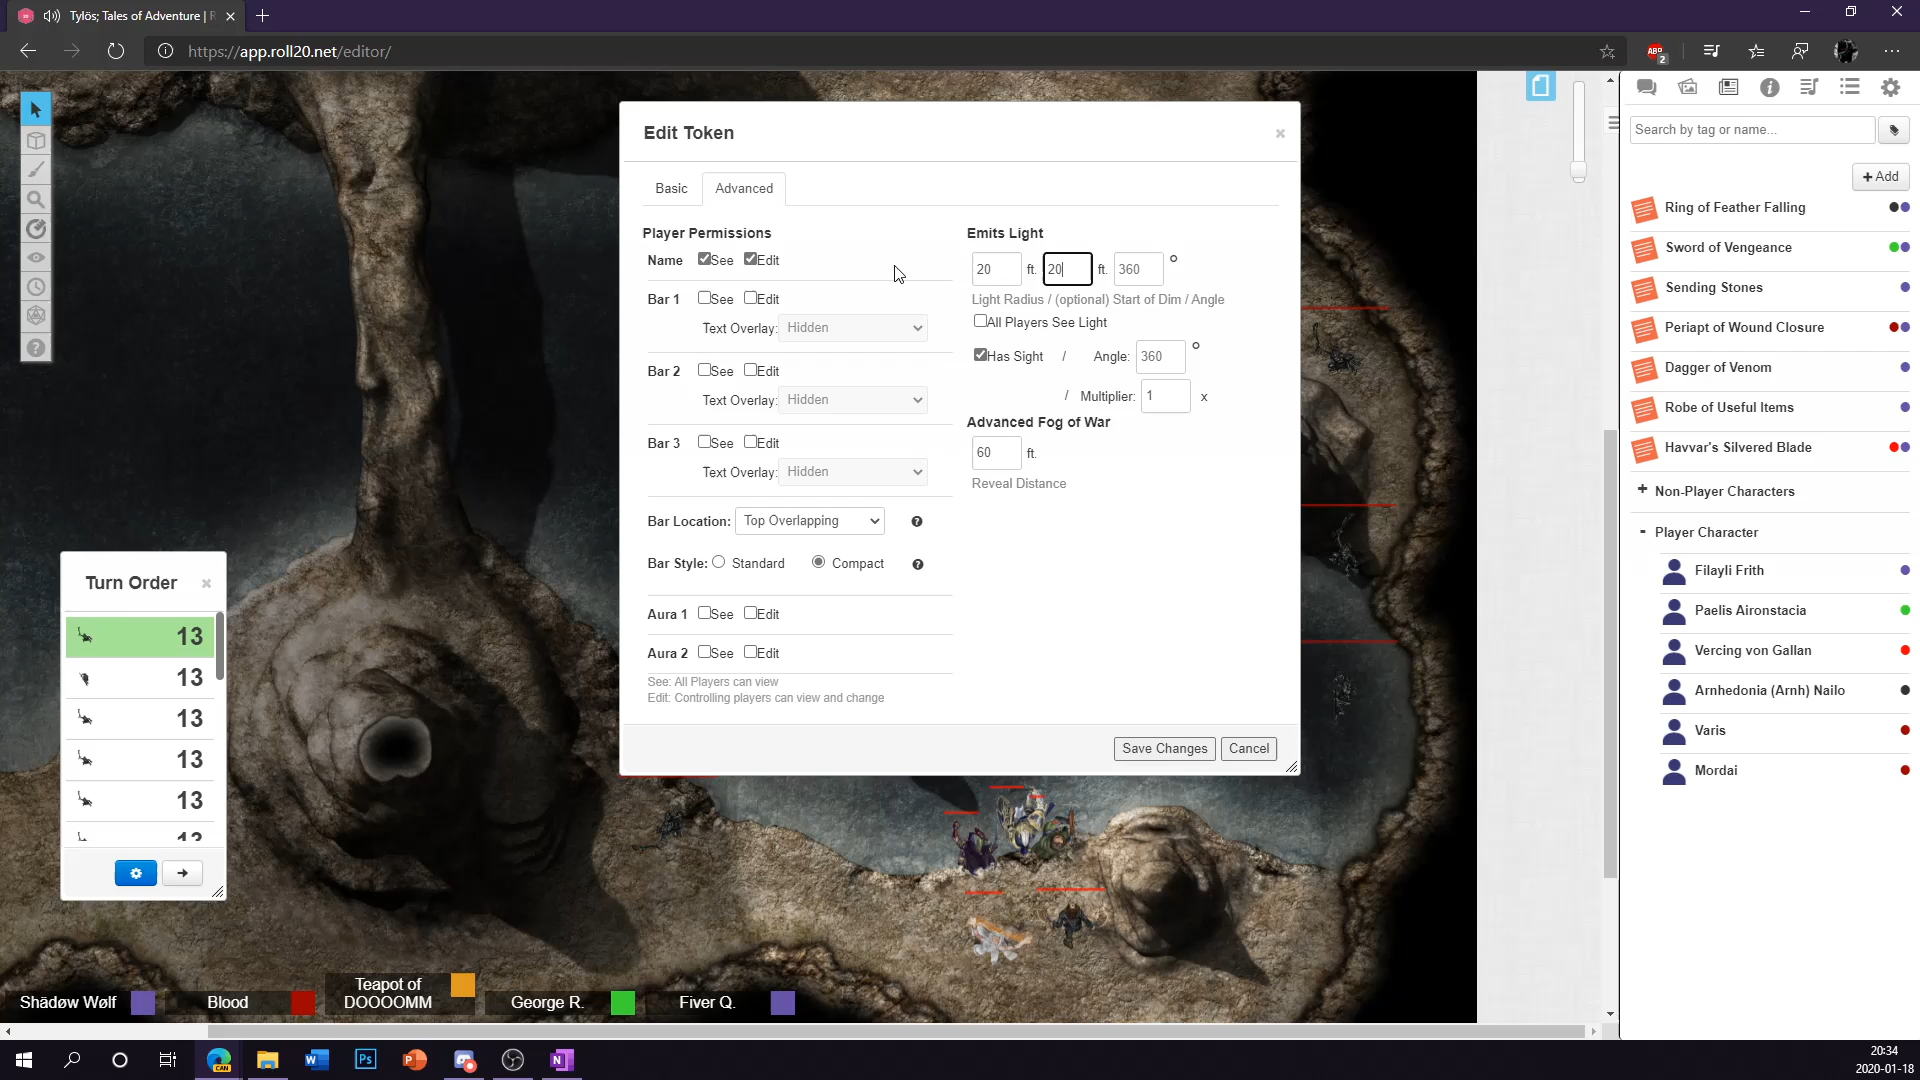 Tylös; Tales of Adventure | R
https://app.roll20.net/editor/
ABP
2
Edit Token
Basic
Advanced
Player Permissions
Name See Edit
Bar 1 See Edit
Text Overlay: Hidden
Bar 2 See Edit
Text Overlay: Hidden
Bar 3 See Edit
Text Overlay: Hidden
Bar Location: Top Overlapping
Bar Style: Standard Compact
Aura 1 See Edit
Aura 2 See Edit
See: All Players can view
Edit: Controlling players can view and change
Emits Light
20 ft. 20 ft. 360 °
Light Radius / (optional) Start of Dim / Angle
All Players See Light
Has Sight / Angle: 360 °
/ Multiplier: 1 x
Advanced Fog of War
60 ft.
Reveal Distance
Save Changes
Cancel
Turn Order
13
13
13
13
13
13
Shādøw Wølf
Blood
Teapot of
DOOOOMM
George R.
Fiver Q.
Search by tag or name...
+ Add
Ring of Feather Falling
Sword of Vengeance
Sending Stones
Periapt of Wound Closure
Dagger of Venom
Robe of Useful Items
Havvar's Silvered Blade
+ Non-Player Characters
- Player Character
Filayli Frith
Paelis Aironstacia
Vercing von Gallan
Arnhedonia (Arnh) Nailo
Varis
Mordai
CAN
W
Ps
P
N
20:34
2020-01-18